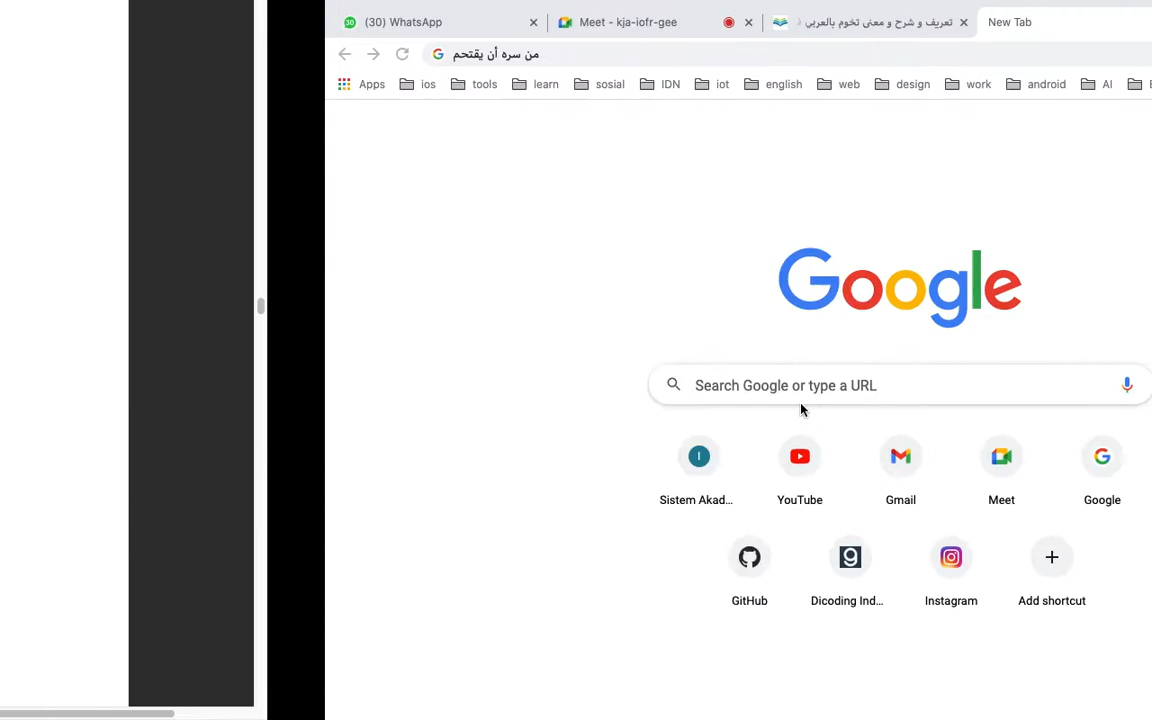 (30) WhatsApp
Meet - kja-iofr-gee
تعريف و شرح و معنى تخوم بالعربي
New Tab
من سره أن يقتحم
Apps
ios
tools
learn
sosial
IDN
iot
english
web
design
work
android
AI
Google
Search Google or type a URL
Sistem Akad...
YouTube
Gmail
Meet
Google
GitHub
Dicoding Ind...
Instagram
Add shortcut